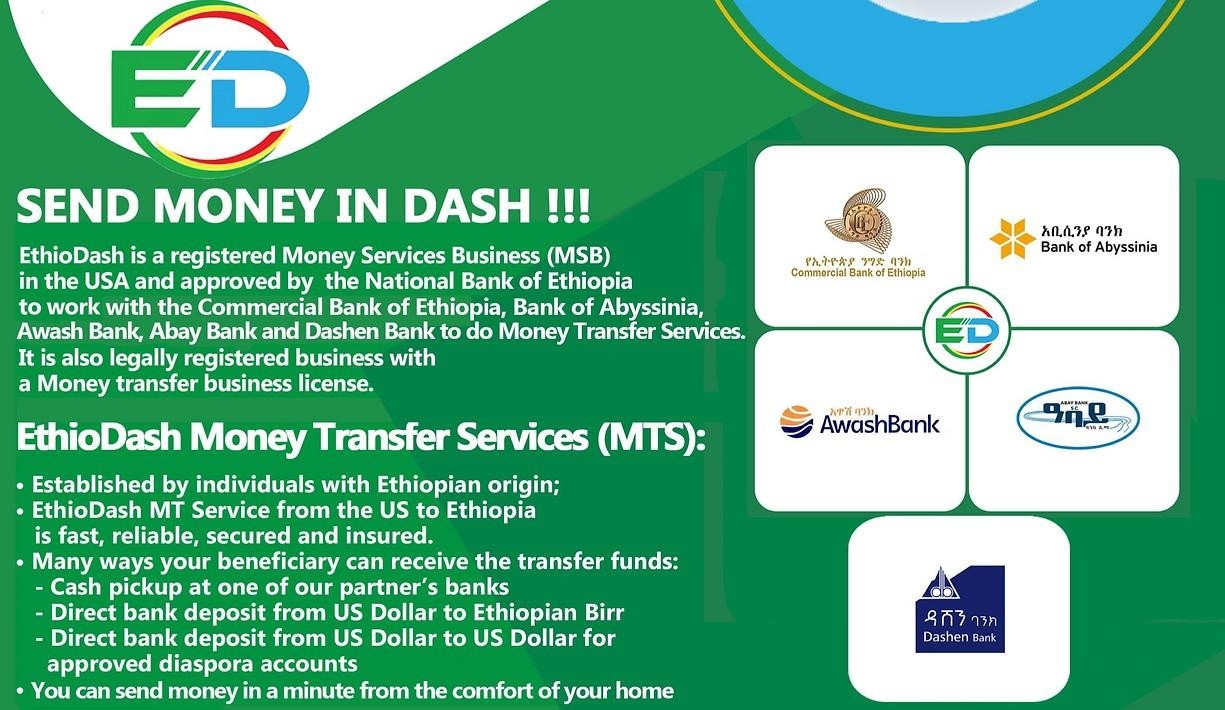 ED
SEND MONEY IN DASH !!!
EthioDash is a registered Money Services Business (MSB)
in the USA and approved by the National Bank of Ethiopia
to work with the Commercial Bank of Ethiopia, Bank of Abyssinia,
Awash Bank, Abay Bank and Dashen Bank to do Money Transfer Services.
It is also legally registered business with
a Money transfer business license.
EthioDash Money Transfer Services (MTS):
• Established by individuals with Ethiopian origin;
• EthioDash MT Service from the US to Ethiopia
is fast, reliable, secured and insured.
• Many ways your beneficiary can receive the transfer funds:
- Cash pickup at one of our partner's banks
- Direct bank deposit from US Dollar to Ethiopian Birr
- Direct bank deposit from US Dollar to US Dollar for
approved diaspora accounts
• You can send money in a minute from the comfort of your home
የኢትዮጵያ ንግድ ባንክ
Commercial Bank of Ethiopia
አቢሲንያ ባንክ
Bank of Abyssinia
ED
አዋሽ ባንክ
AwashBank
ABAY BANK
S.C
ዓባይ
ባንክ አ.ማ
ዳሸን ባንክ
Dashen Bank